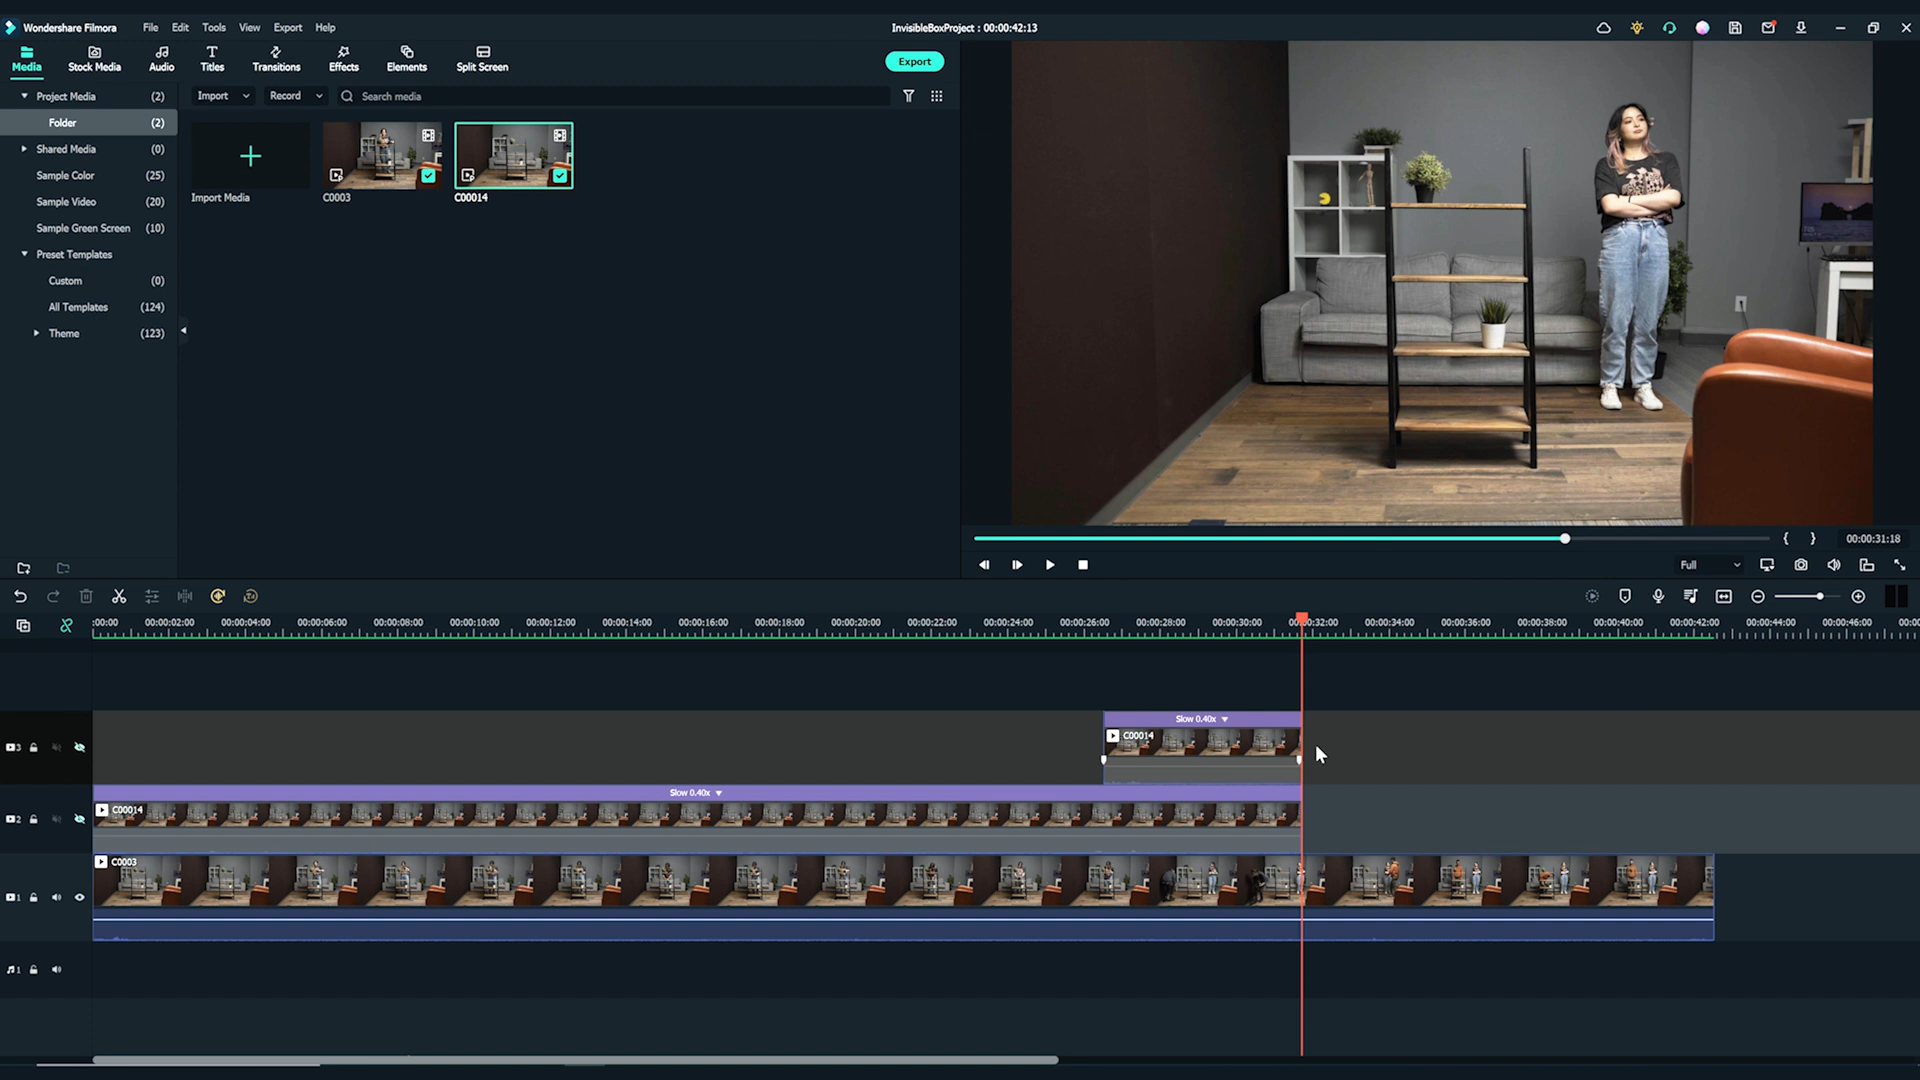 Wondershare Filmora File Edit Tools View Export Help InvisibleBoxProject : 00:00:42:13
Media Stock Media Audio Titles Transitions Effects Elements Split Screen Export
Project Media (2) Import Record Search media
Folder (2)
Shared Media (0)
Sample Color (25)
Sample Video (20)
Import Media C0003 C00014
Sample Green Screen (10)
Preset Templates
Custom (0)
All Templates (124)
Theme (123)
00:00:31:18
Full
:00:00 00:00:02:00 00:00:04:00 00:00:06:00 00:00:08:00 00:00:10:00 00:00:12:00 00:00:14:00 00:00:16:00 00:00:18:00 00:00:20:00 00:00:22:00 00:00:24:00 00:00:26:00 00:00:28:00 00:00:30:00 00:00:32:00 00:00:34:00 00:00:36:00 00:00:38:00 00:00:40:00 00:00:42:00 00:00:44:00 00:00:46:00 00:00
Slow 0.40x
C00014
3
Slow 0.40x
C00014
2
C0003
1
1